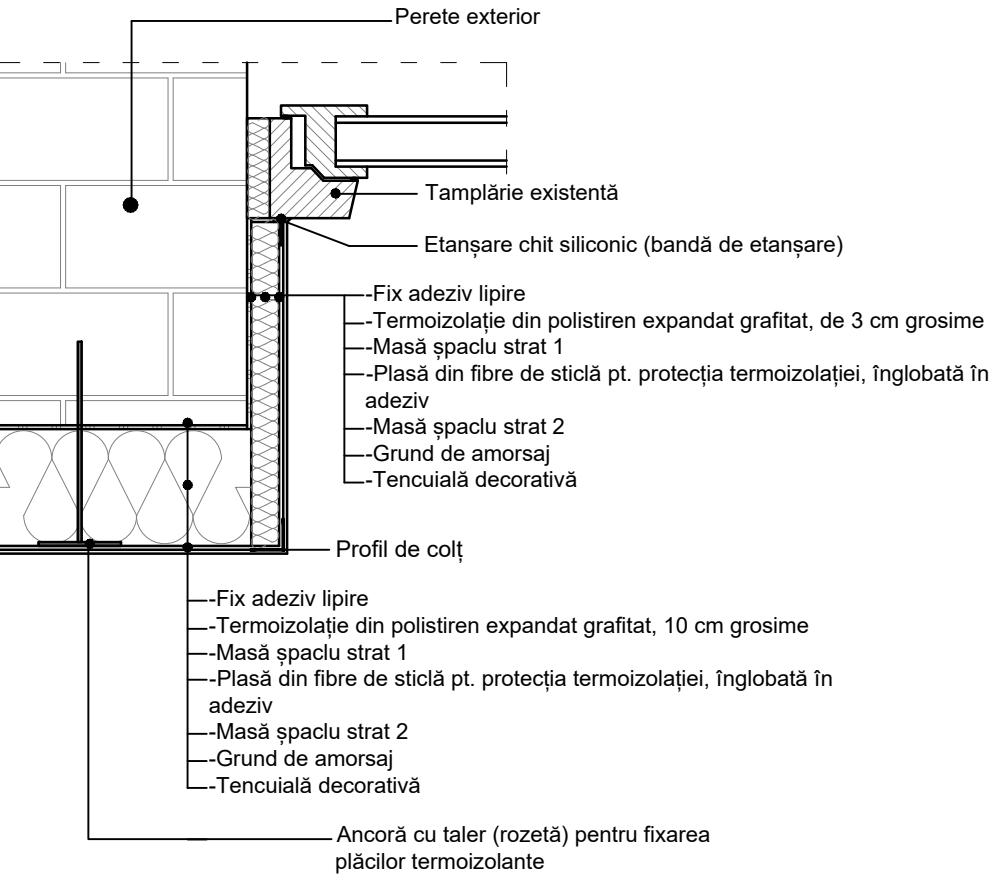 Perete exterior
Tamplărie existentă
Etanșare chit siliconic (bandă de etanșare)
-Fix adeziv lipire
-Termoizolație din polistiren expandat grafitat, de 3 cm grosime
-Masă șpaclu strat 1
-Plasă din fibre de sticlă pt. protecția termoizolației, înglobată în
adeziv
-Masă șpaclu strat 2
-Grund de amorsaj
-Tencuială decorativă
Profil de colț
-Fix adeziv lipire
-Termoizolație din polistiren expandat grafitat, 10 cm grosime
-Masă șpaclu strat 1
-Plasă din fibre de sticlă pt. protecția termoizolației, înglobată în
adeziv
-Masă șpaclu strat 2
-Grund de amorsaj
-Tencuială decorativă
Ancoră cu taler (rozetă) pentru fixarea
plăcilor termoizolante